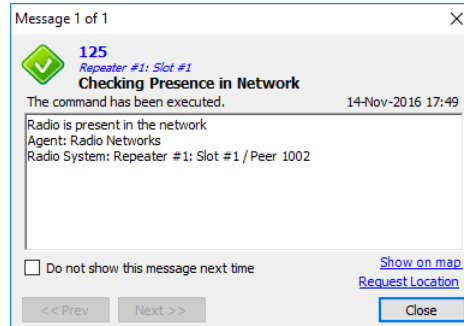 Message 1 of 1
125
Repeater #1: Slot #1
Checking Presence in Network
The command has been executed. 14-Nov-2016 17:49
Radio is present in the network
Agent: Radio Networks
Radio System: Repeater #1: Slot #1 / Peer 1002
Do not show this message next time
Show on map
Request Location
<< Prev Next >> Close